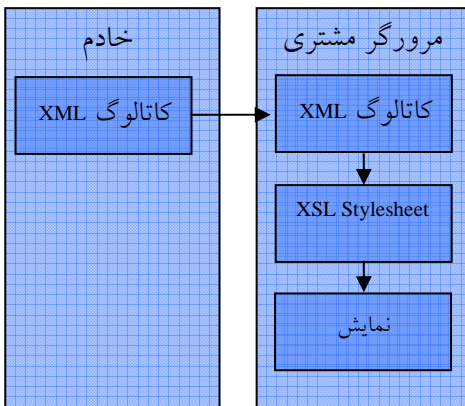 مرورگر مشتری
کاتالوگ XML
XSL Stylesheet
نمایش
خادم
کاتالوگ XML